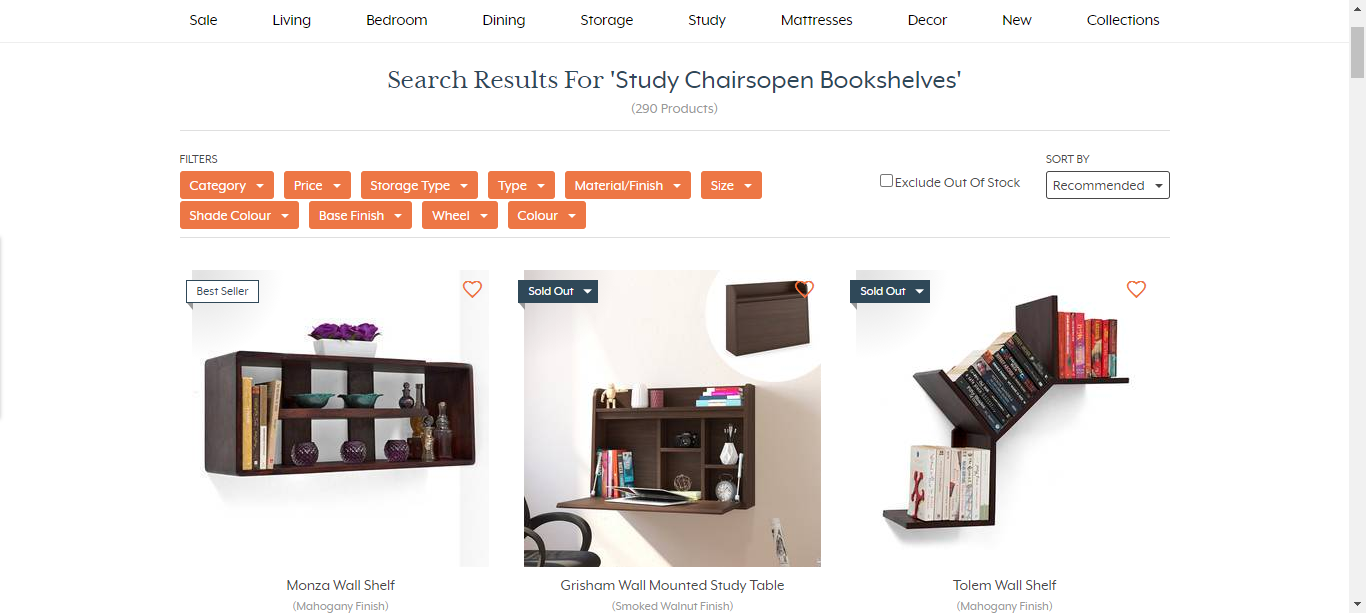 Sale Living Bedroom Dining Storage Study Mattresses Decor New Collections
Search Results For 'Study Chairsopen Bookshelves'
(290 Products)
FILTERS
SORT BY
Category Price Storage Type Type Material/Finish Size
Exclude Out Of Stock
Recommended
Shade Colour Base Finish Wheel Colour
Best Seller
Sold Out
Sold Out
Monza Wall Shelf
(Mahogany Finish)
Grisham Wall Mounted Study Table
(Smoked Walnut Finish)
Tolem Wall Shelf
(Mahogany Finish)